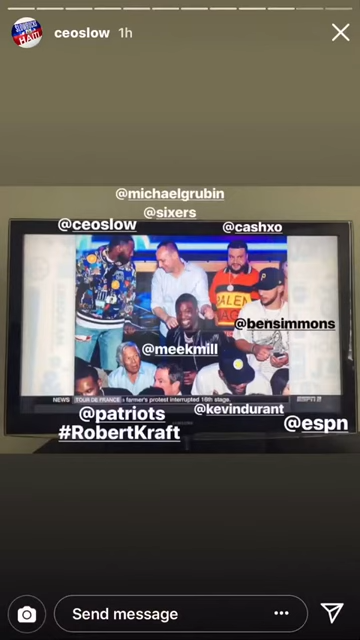 ceoslow 1h
@michaelgrubin
@sixers
@ceoslow
@cashxo
@bensimmons
@meekmill
@kevindurant
@patriots
@espn
#RobertKraft
NEWS TOUR DE FRANCE farmer's protest interrupted 16th stage. ESPN
Send message